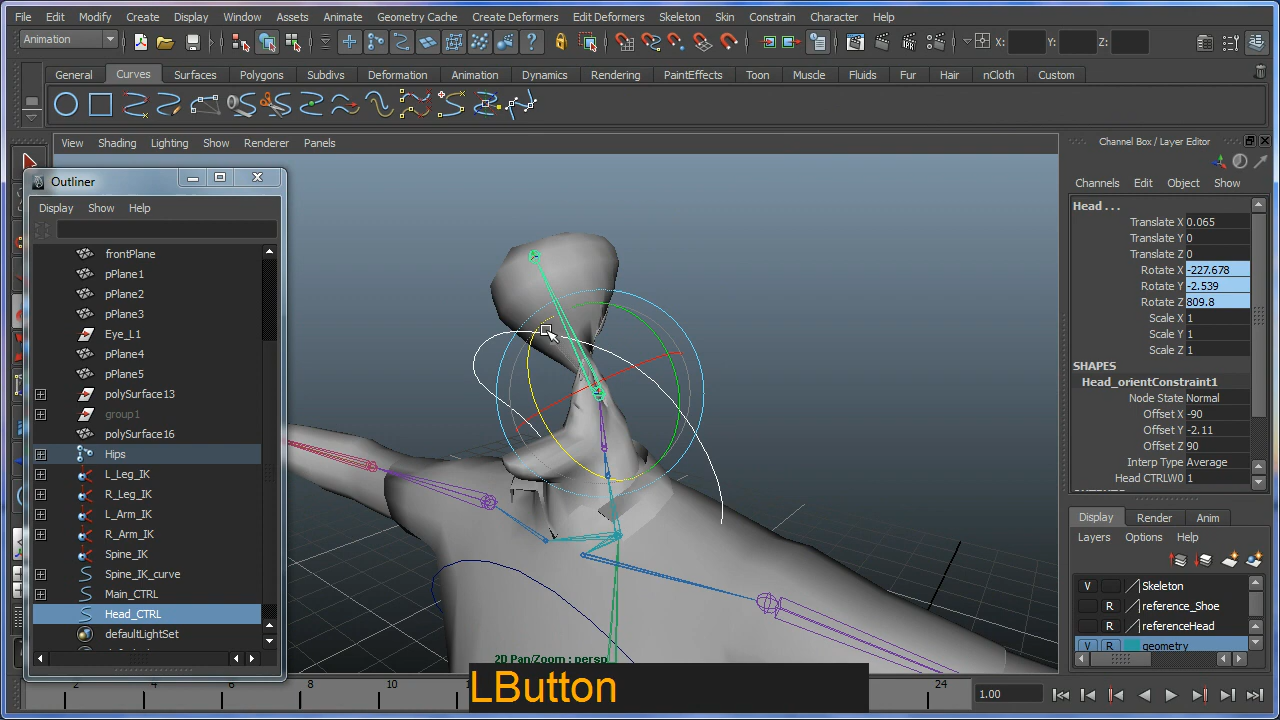 File Edit Modify Create Display Window Assets Animate Geometry Cache Create Deformers Edit Deformers Skeleton Skin Constrain Character Help
Animation X: Y: Z:
General Curves Surfaces Polygons Subdivs Deformation Animation Dynamics Rendering PaintEffects Toon Muscle Fluids Fur Hair nCloth Custom
View Shading Lighting Show Renderer Panels
Outliner
Display Show Help
frontPlane
pPlane1
pPlane2
pPlane3
Eye_L1
pPlane4
pPlane5
polySurface13
group1
polySurface16
Hips
L_Leg_IK
R_Leg_IK
L_Arm_IK
R_Arm_IK
Spine_IK
Spine_IK_curve
Main_CTRL
Head_CTRL
defaultLightSet
Channel Box / Layer Editor
Channels Edit Object Show
Head . . .
Translate X 0.065
Translate Y 0
Translate Z 0
Rotate X -227.678
Rotate Y -2.539
Rotate Z 809.8
Scale X 1
Scale Y 1
Scale Z 1
SHAPES
Head_orientConstraint1
Node State Normal
Offset X -90
Offset Y -2.11
Offset Z 90
Interp Type Average
Head CTRLW0 1
Display Render Anim
Layers Options Help
V Skeleton
R reference_Shoe
R referenceHead
V R geometry
2D Pan/Zoom : persp
LButton
2 4 6 8 10 24 1.00